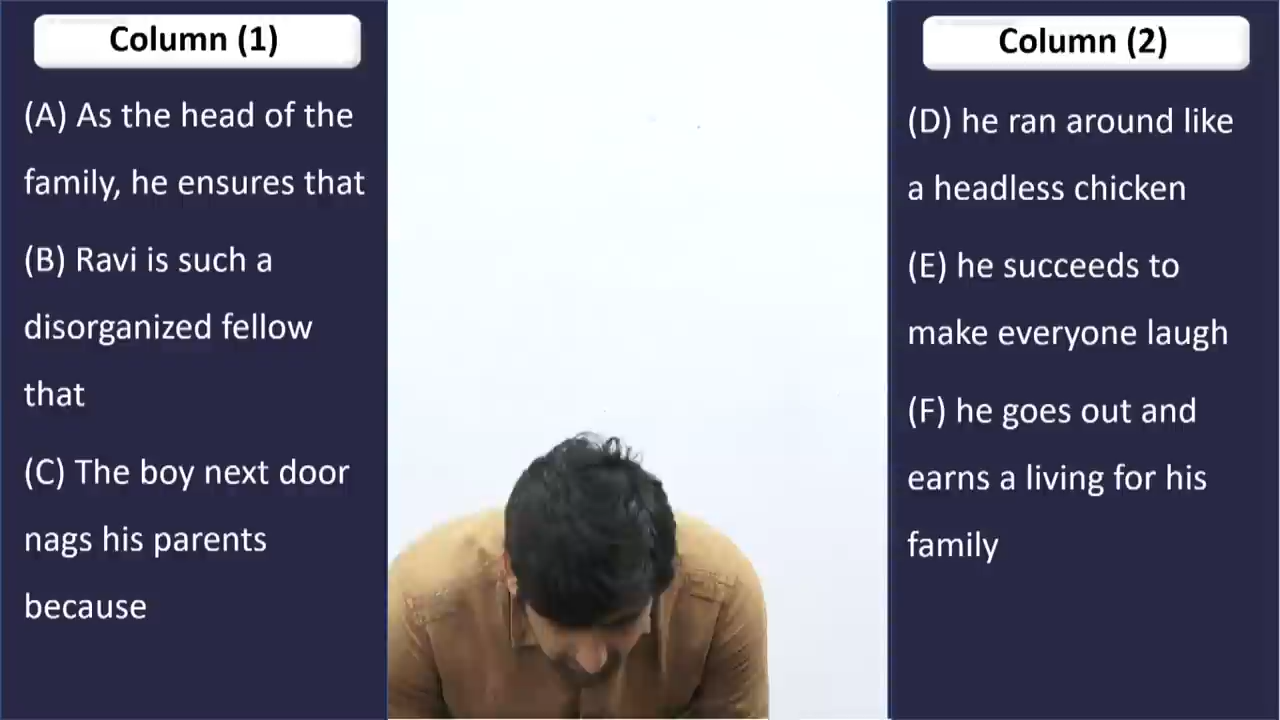 Column (1)
(A) As the head of the
family, he ensures that
(B) Ravi is such a
disorganized fellow
that
(C) The boy next door
nags his parents
because
Column (2)
(D) he ran around like
a headless chicken
(E) he succeeds to
make everyone laugh
(F) he goes out and
earns a living for his
family